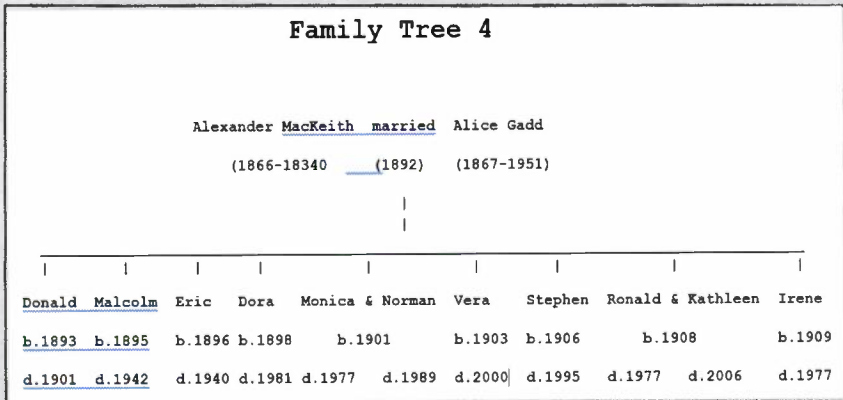 Family Tree 4
Alexander MacKeith married Alice Gadd
(1866-18340 (1892) (1867-1951)
Donald Malcolm Eric Dora Monica & Norman Vera Stephen Ronald & Kathleen Irene
b.1893 b.1895 b.1896 b.1898 b.1901 b.1903 b.1906 b.1908 b.1909
d.1901 d.1942 d.1940 d.1981 d.1977 d.1989 d.2000 d.1995 d.1977 d.2006 d.1977